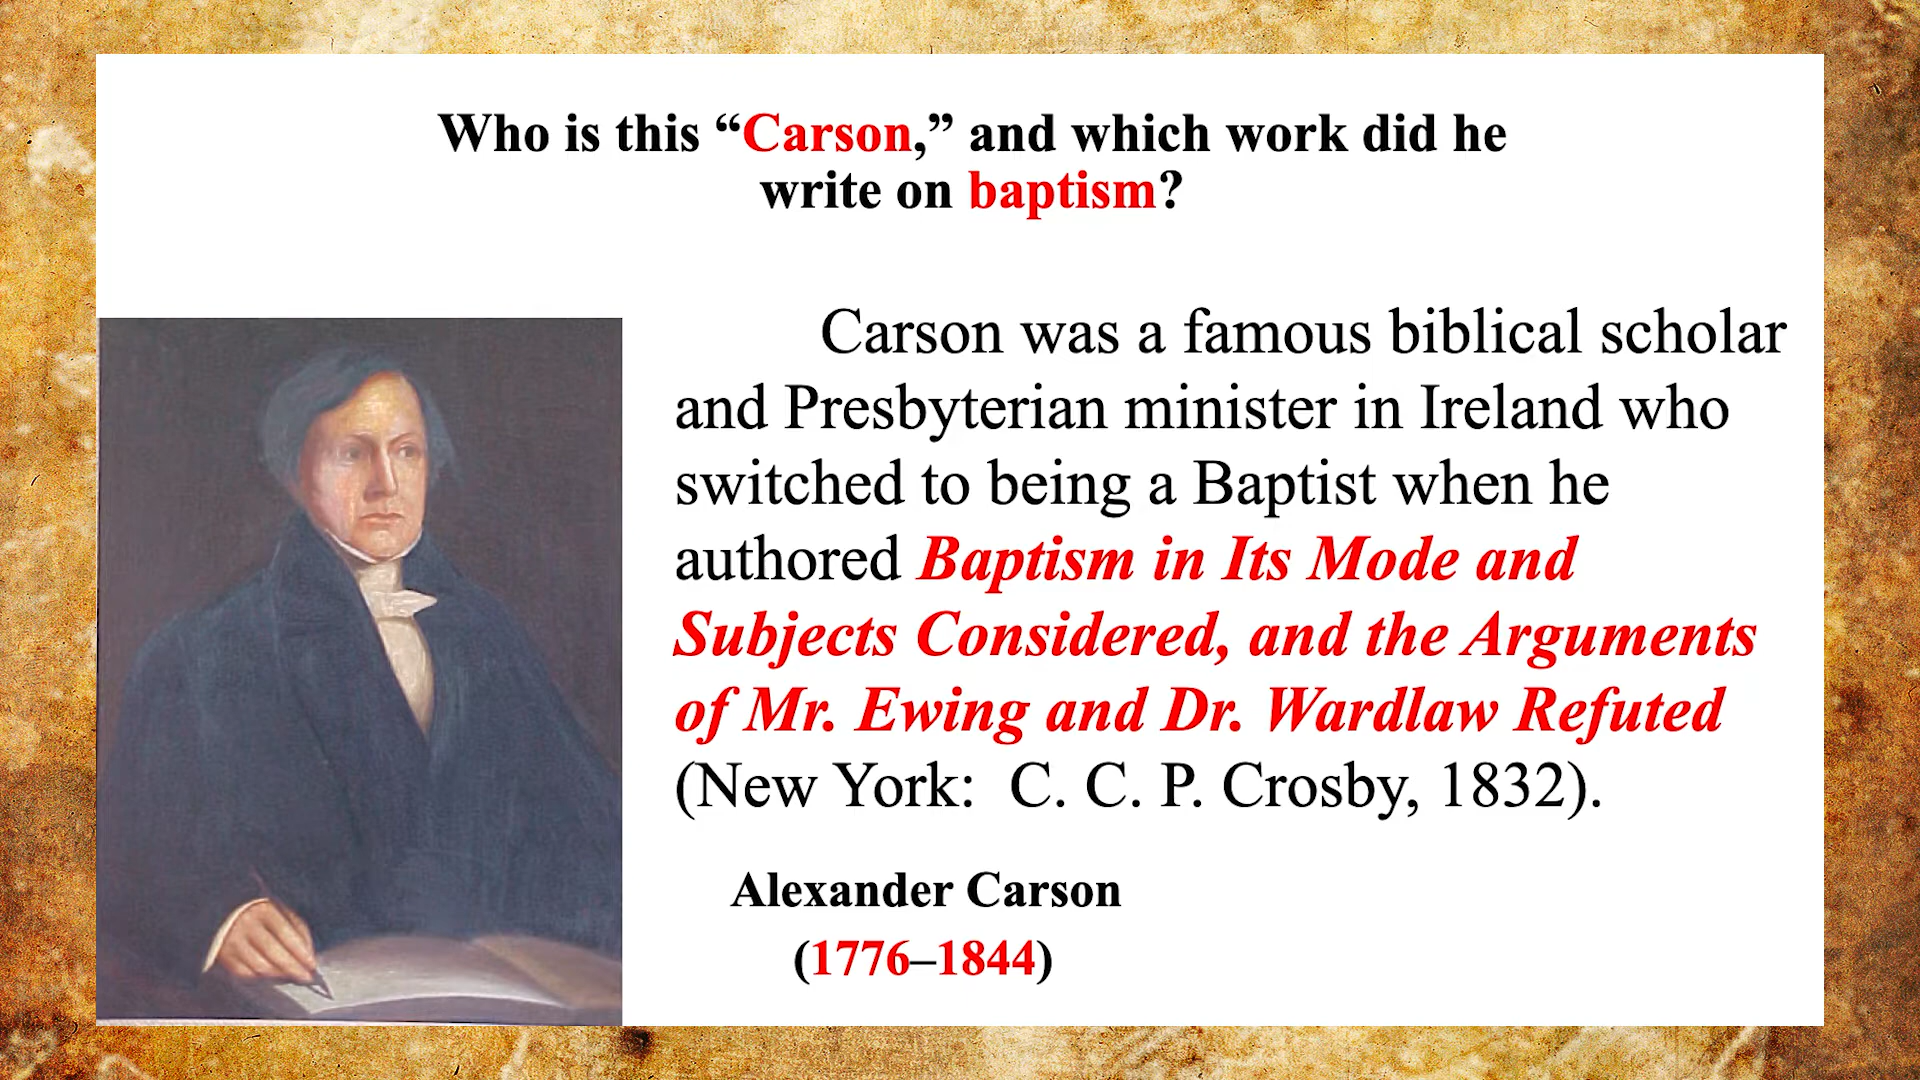 Who is this “Carson,” and which work did he
write on baptism?
Carson was a famous biblical scholar
and Presbyterian minister in Ireland who
switched to being a Baptist when he
authored Baptism in Its Mode and
Subjects Considered, and the Arguments
of Mr. Ewing and Dr. Wardlaw Refuted
(New York:  C. C. P. Crosby, 1832).
Alexander Carson
(1776–1844)